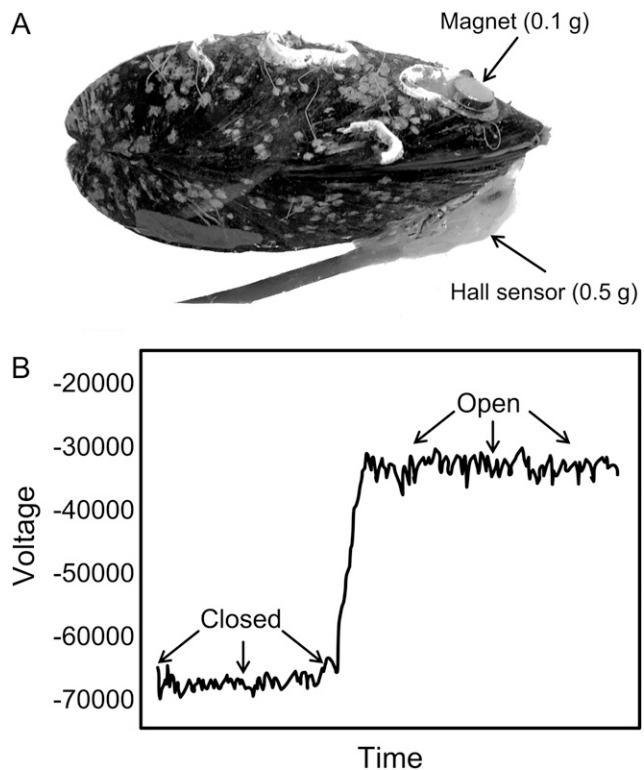 A
Magnet (0.1 g)
Hall sensor (0.5 g)
B
-20000
-30000
-40000
-50000
-60000
-70000
Voltage
Open
Closed
Time